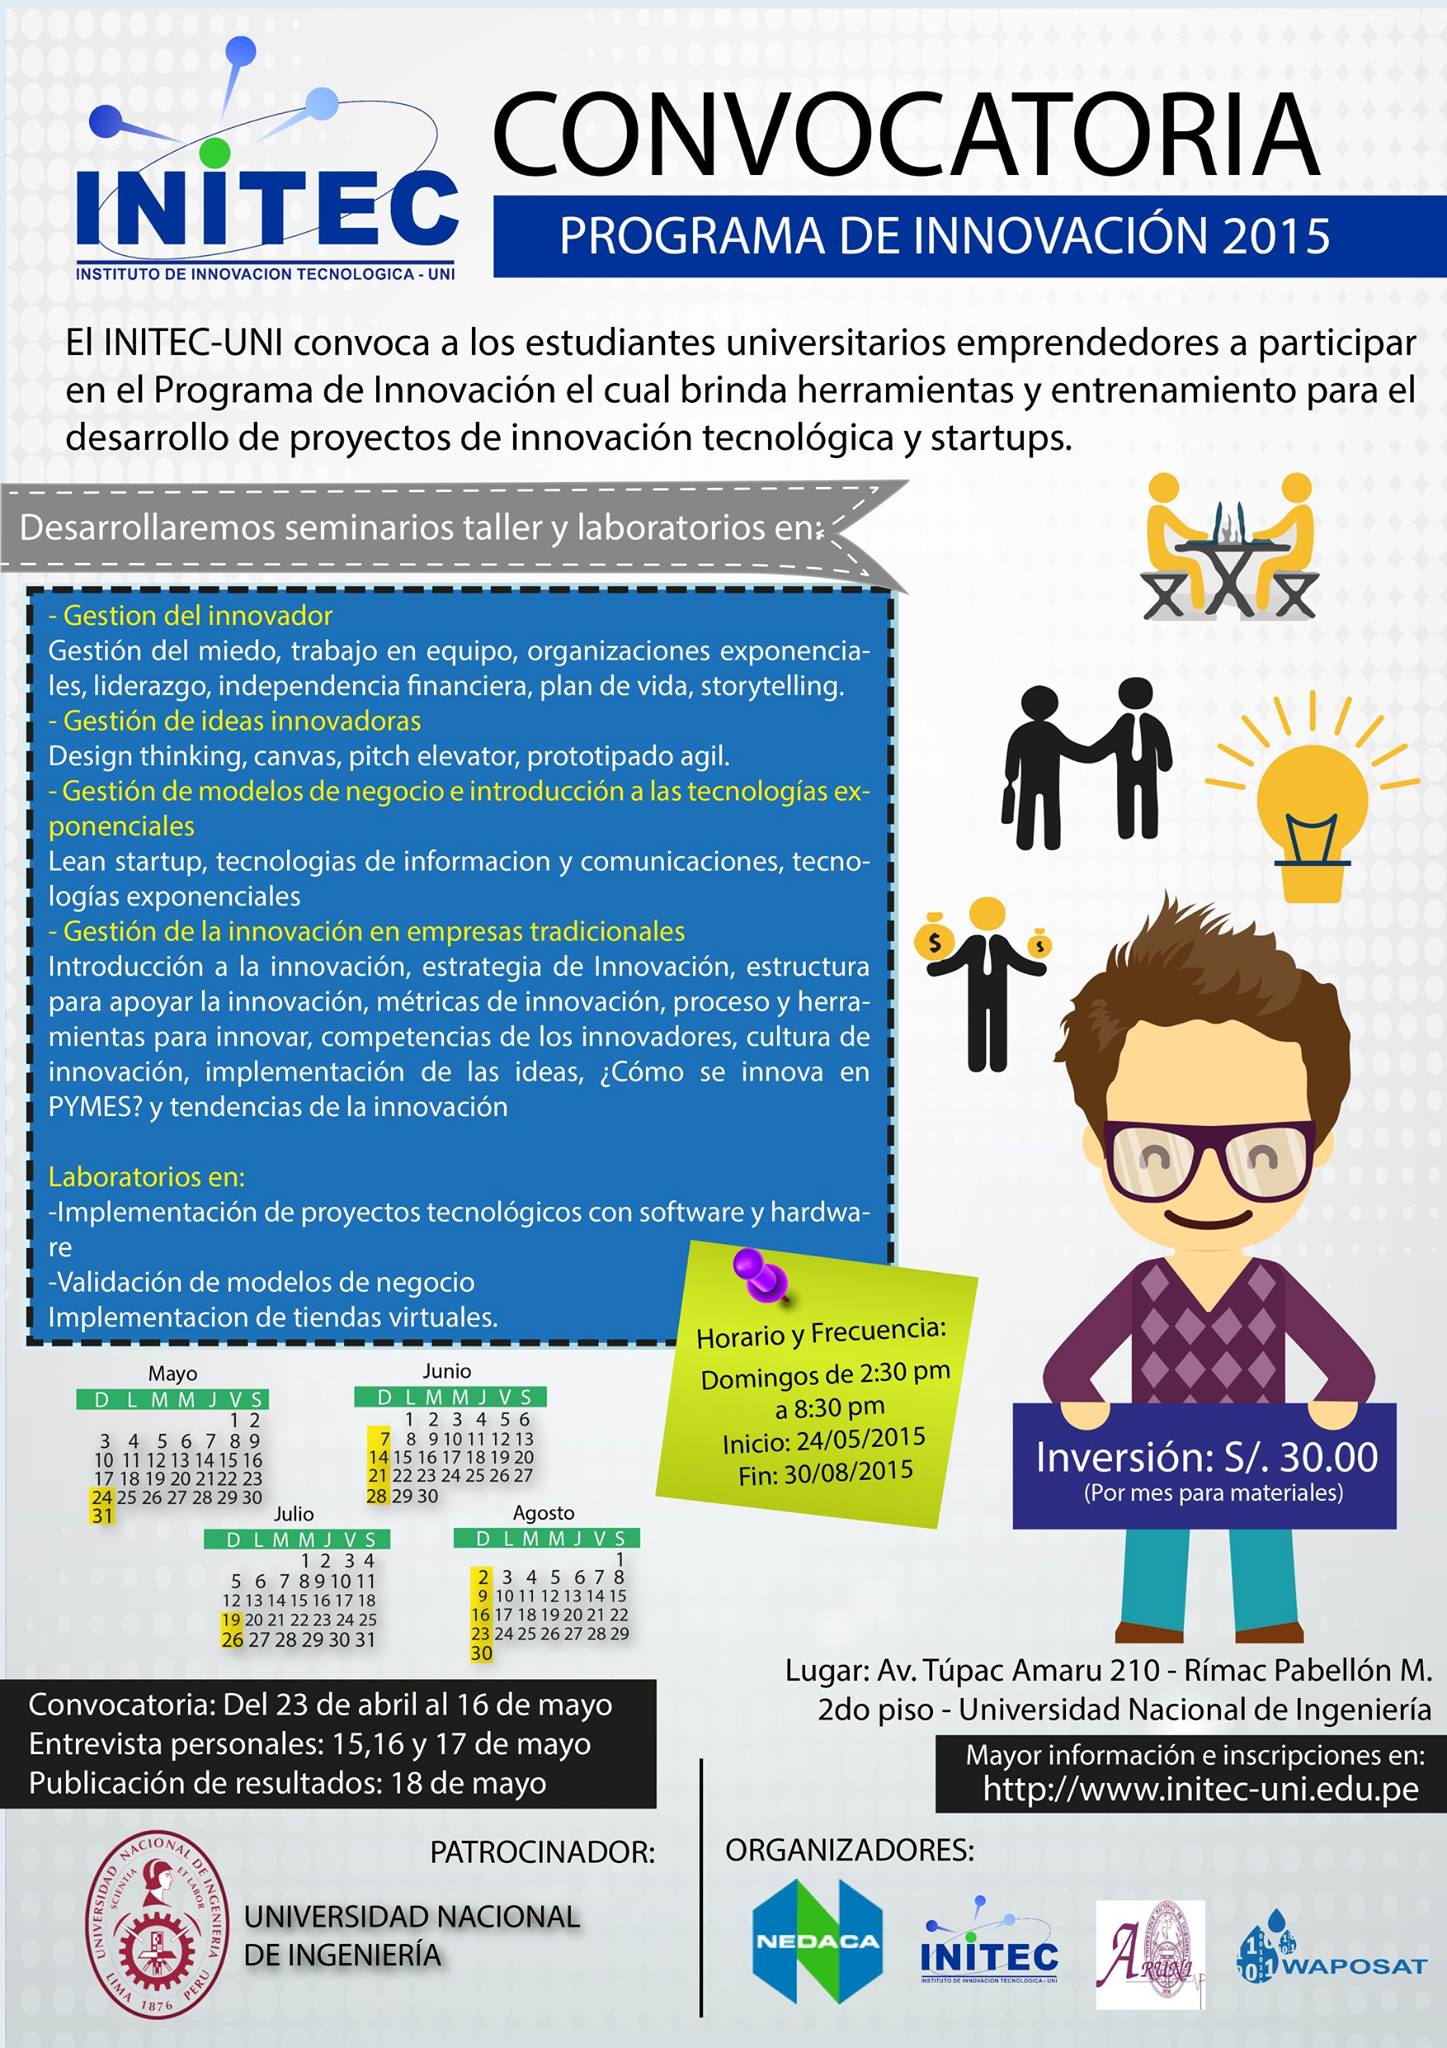 INITEC
INSTITUTO DE INNOVACION TECNOLOGICA - UNI
CONVOCATORIA
PROGRAMA DE INNOVACIÓN 2015
El INITEC-UNI convoca a los estudiantes universitarios emprendedores a participar
en el Programa de Innovación el cual brinda herramientas y entrenamiento para el
desarrollo de proyectos de innovación tecnológica y startups.
Desarrollaremos seminarios taller y laboratorios en:
- Gestion del innovador
Gestión del miedo, trabajo en equipo, organizaciones exponencia-
les, liderazgo, independencia financiera, plan de vida, storytelling.
- Gestión de ideas innovadoras
Design thinking, canvas, pitch elevator, prototipado agil.
- Gestión de modelos de negocio e introducción a las tecnologías ex-
ponenciales
Lean startup, tecnologias de informacion y comunicaciones, tecno-
logías exponenciales
- Gestión de la innovación en empresas tradicionales
Introducción a la innovación, estrategia de Innovación, estructura
para apoyar la innovación, métricas de innovación, proceso y herra-
mientas para innovar, competencias de los innovadores, cultura de
innovación, implementación de las ideas, ¿Cómo se innova en
PYMES? y tendencias de la innovación
Laboratorios en:
-Implementación de proyectos tecnológicos con software y hardwa-
re
-Validación de modelos de negocio
Implementacion de tiendas virtuales.
$ $
Horario y Frecuencia:
Domingos de 2:30 pm
a 8:30 pm
Inicio: 24/05/2015
Fin: 30/08/2015
Inversión: S/. 30.00
(Por mes para materiales)
Mayo
D L M M J V S
1 2
3 4 5 6 7 8 9
10 11 12 13 14 15 16
17 18 19 20 21 22 23
24 25 26 27 28 29 30
31
Junio
D L M M J V S
1 2 3 4 5 6
7 8 9 10 11 12 13
14 15 16 17 18 19 20
21 22 23 24 25 26 27
28 29 30
Julio
D L M M J V S
1 2 3 4
5 6 7 8 9 10 11
12 13 14 15 16 17 18
19 20 21 22 23 24 25
26 27 28 29 30 31
Agosto
D L M M J V S
1
2 3 4 5 6 7 8
9 10 11 12 13 14 15
16 17 18 19 20 21 22
23 24 25 26 27 28 29
30
Lugar: Av. Túpac Amaru 210 - Rímac Pabellón M.
2do piso - Universidad Nacional de Ingeniería
Convocatoria: Del 23 de abril al 16 de mayo
Entrevista personales: 15,16 y 17 de mayo
Publicación de resultados: 18 de mayo
Mayor información e inscripciones en:
http://www.initec-uni.edu.pe
PATROCINADOR:
UNIVERSIDAD NACIONAL DE INGENIERIA
SCIENTIA ET LABOR
LIMA 1876 PERU
UNIVERSIDAD NACIONAL
DE INGENIERÍA
ORGANIZADORES:
NEDACA
INITEC
INSTITUTO DE INNOVACION TECNOLOGICA - UNI
ARUNI
WAPOSAT